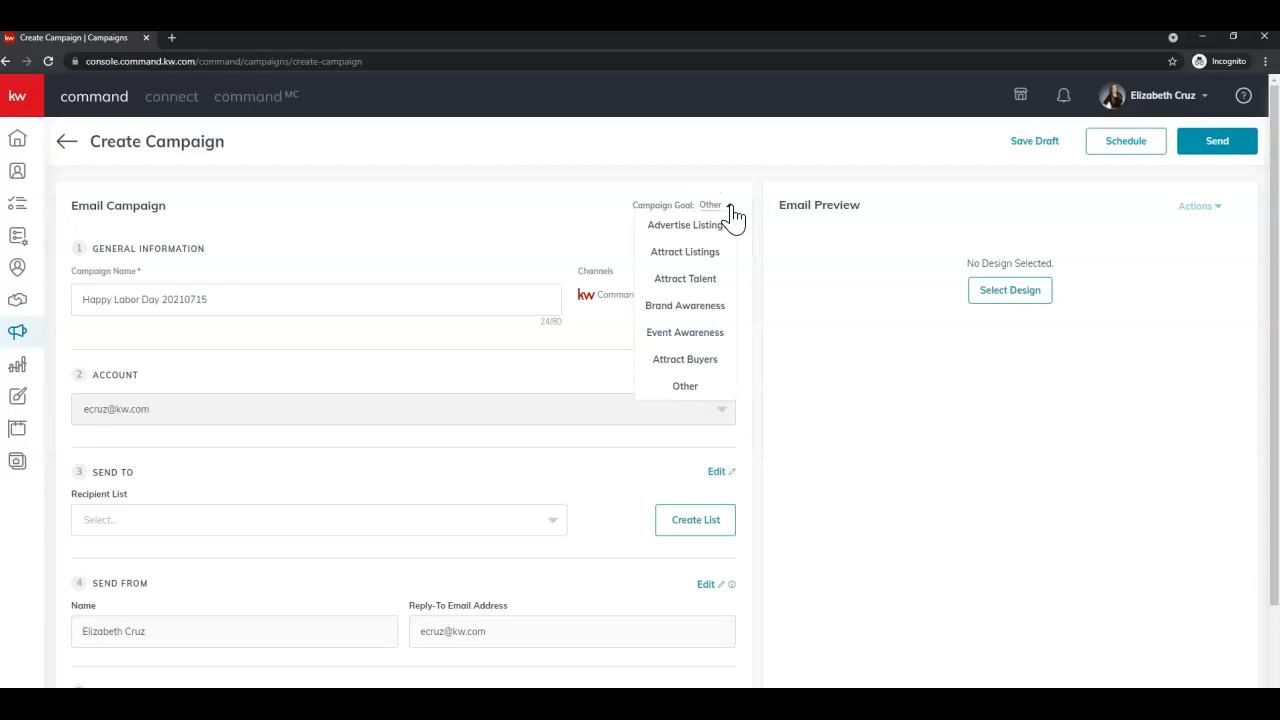 kw Create Campaign | Campaigns
console.command.kw.com/command/campaigns/create-campaign
Incognito
kw command connect command MC
Elizabeth Cruz
Create Campaign
Save Draft
Schedule
Send
Email Campaign
Campaign Goal: Other
Advertise Listing
Attract Listings
Attract Talent
Brand Awareness
Event Awareness
Attract Buyers
Other
1 GENERAL INFORMATION
Campaign Name*
Happy Labor Day 20210715
24/80
Channels
kw Comman
2 ACCOUNT
ecruz@kw.com
3 SEND TO
Edit
Recipient List
Select...
Create List
4 SEND FROM
Edit
Name
Elizabeth Cruz
Reply-To Email Address
ecruz@kw.com
Email Preview
Actions
No Design Selected.
Select Design